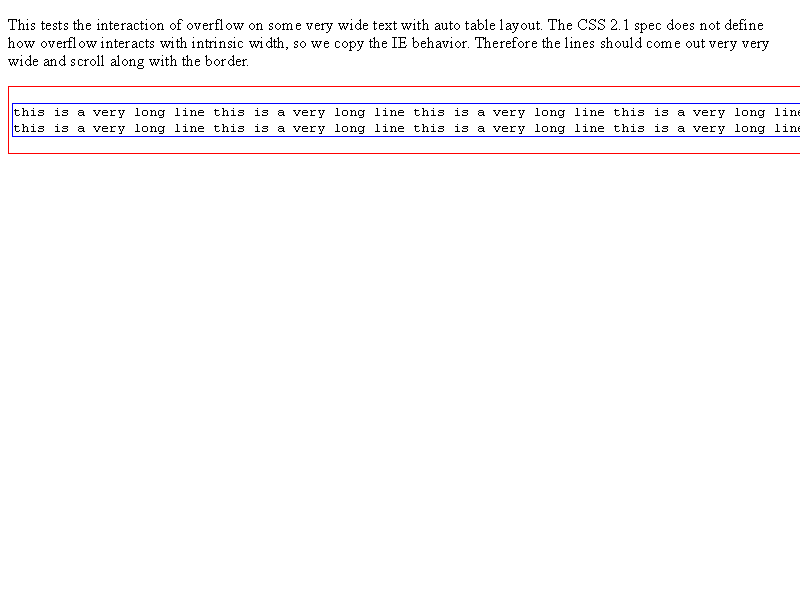 This tests the interaction of overflow on some very wide text with auto table layout. The CSS 2.1 spec does not define
how overflow interacts with intrinsic width, so we copy the IE behavior. Therefore the lines should come out very very
wide and scroll along with the border.
this is a very long line this is a very long line this is a very long line this is a very long line
this is a very long line this is a very long line this is a very long line this is a very long line